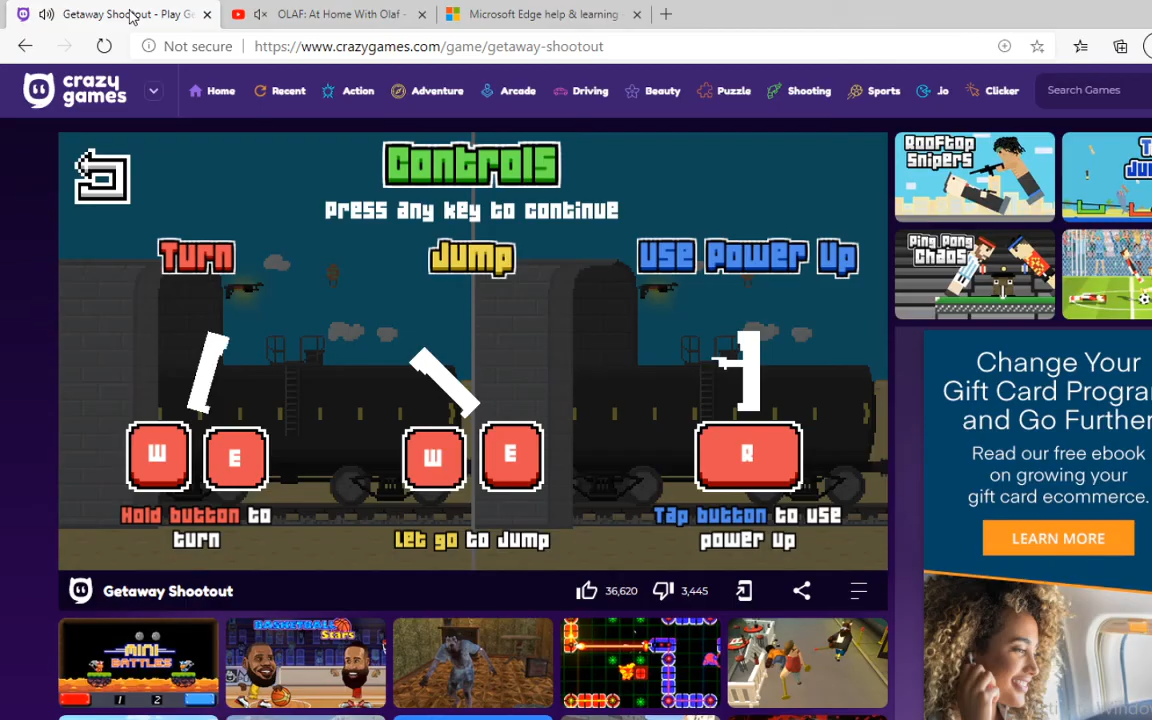 Getaway Shootout - Play Ge
OLAF: At Home With Olaf -
Microsoft Edge help & learning
Not secure
https://www.crazygames.com/game/getaway-shootout
crazy games
Home
Recent
Action
Adventure
Arcade
Driving
Beauty
Puzzle
Shooting
Sports
.io
Clicker
Search Games
Controls
Press any key to continue
Turn
Jump
Use Power Up
W E
W E
R
Hold button to turn
Let go to jump
Tap button to use power up
Rooftop Snipers
Ping Pong Chaos
Change Your
Gift Card Progra
and Go Further
Read our free ebook
on growing your
gift card ecommerce.
LEARN MORE
Getaway Shootout
36,620
3,445
MINI BATTLES
1 2
BASKETBALL Stars